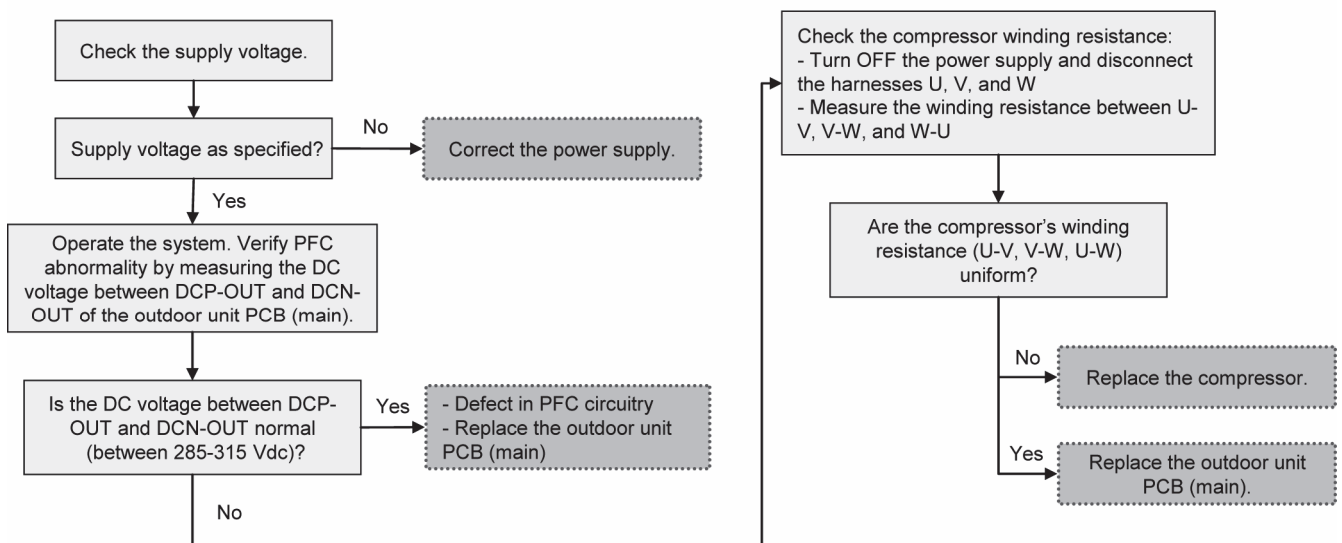 Check the supply voltage.
Supply voltage as specified?
No
Correct the power supply.
Yes
Operate the system. Verify PFC
abnormality by measuring the DC
voltage between DCP-OUT and DCN-
OUT of the outdoor unit PCB (main).
Is the DC voltage between DCP-
OUT and DCN-OUT normal
(between 285-315 Vdc)?
Yes
- Defect in PFC circuitry
- Replace the outdoor unit
PCB (main)
No
Check the compressor winding resistance:
- Turn OFF the power supply and disconnect
the harnesses U, V, and W
- Measure the winding resistance between U-
V, V-W, and W-U
Are the compressor’s winding
resistance (U-V, V-W, U-W)
uniform?
No
Replace the compressor.
Yes
Replace the outdoor unit
PCB (main).